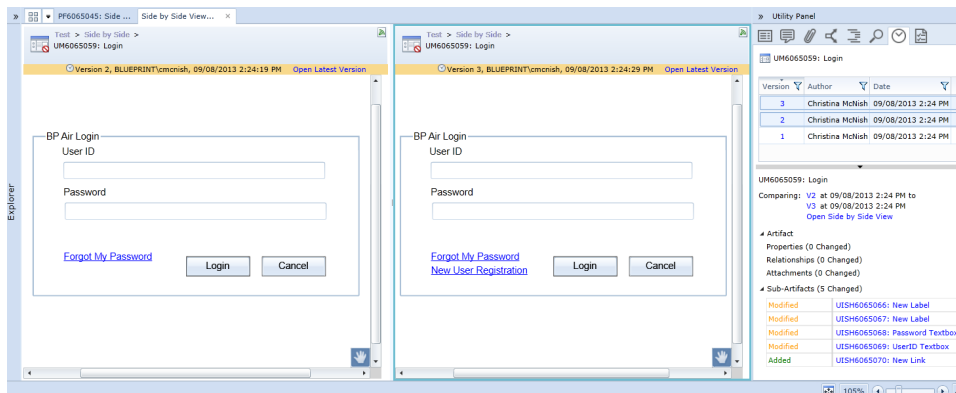 PF6065045: Side ...
Side by Side View...
Test > Side by Side >
UM6065059: Login
Version 2, BLUEPRINT\cmcnish, 09/08/2013 2:24:19 PM Open Latest Version
BP Air Login
User ID
Password
Forgot My Password
Login
Cancel
Test > Side by Side >
UM6065059: Login
Version 3, BLUEPRINT\cmcnish, 09/08/2013 2:24:29 PM Open Latest Version
BP Air Login
User ID
Password
Forgot My Password
New User Registration
Login
Cancel
Explorer
Utility Panel
UM6065059: Login
Version Author Date
3 Christina McNish 09/08/2013 2:24 PM
2 Christina McNish 09/08/2013 2:24 PM
1 Christina McNish 09/08/2013 2:24 PM
UM6065059: Login
Comparing: V2 at 09/08/2013 2:24 PM to
V3 at 09/08/2013 2:24 PM
Open Side by Side View
Artifact
Properties (0 Changed)
Relationships (0 Changed)
Attachments (0 Changed)
Sub-Artifacts (5 Changed)
Modified UISH6065066: New Label
Modified UISH6065067: New Label
Modified UISH6065068: Password Textbox
Modified UISH6065069: UserID Textbox
Added UISH6065070: New Link
105%